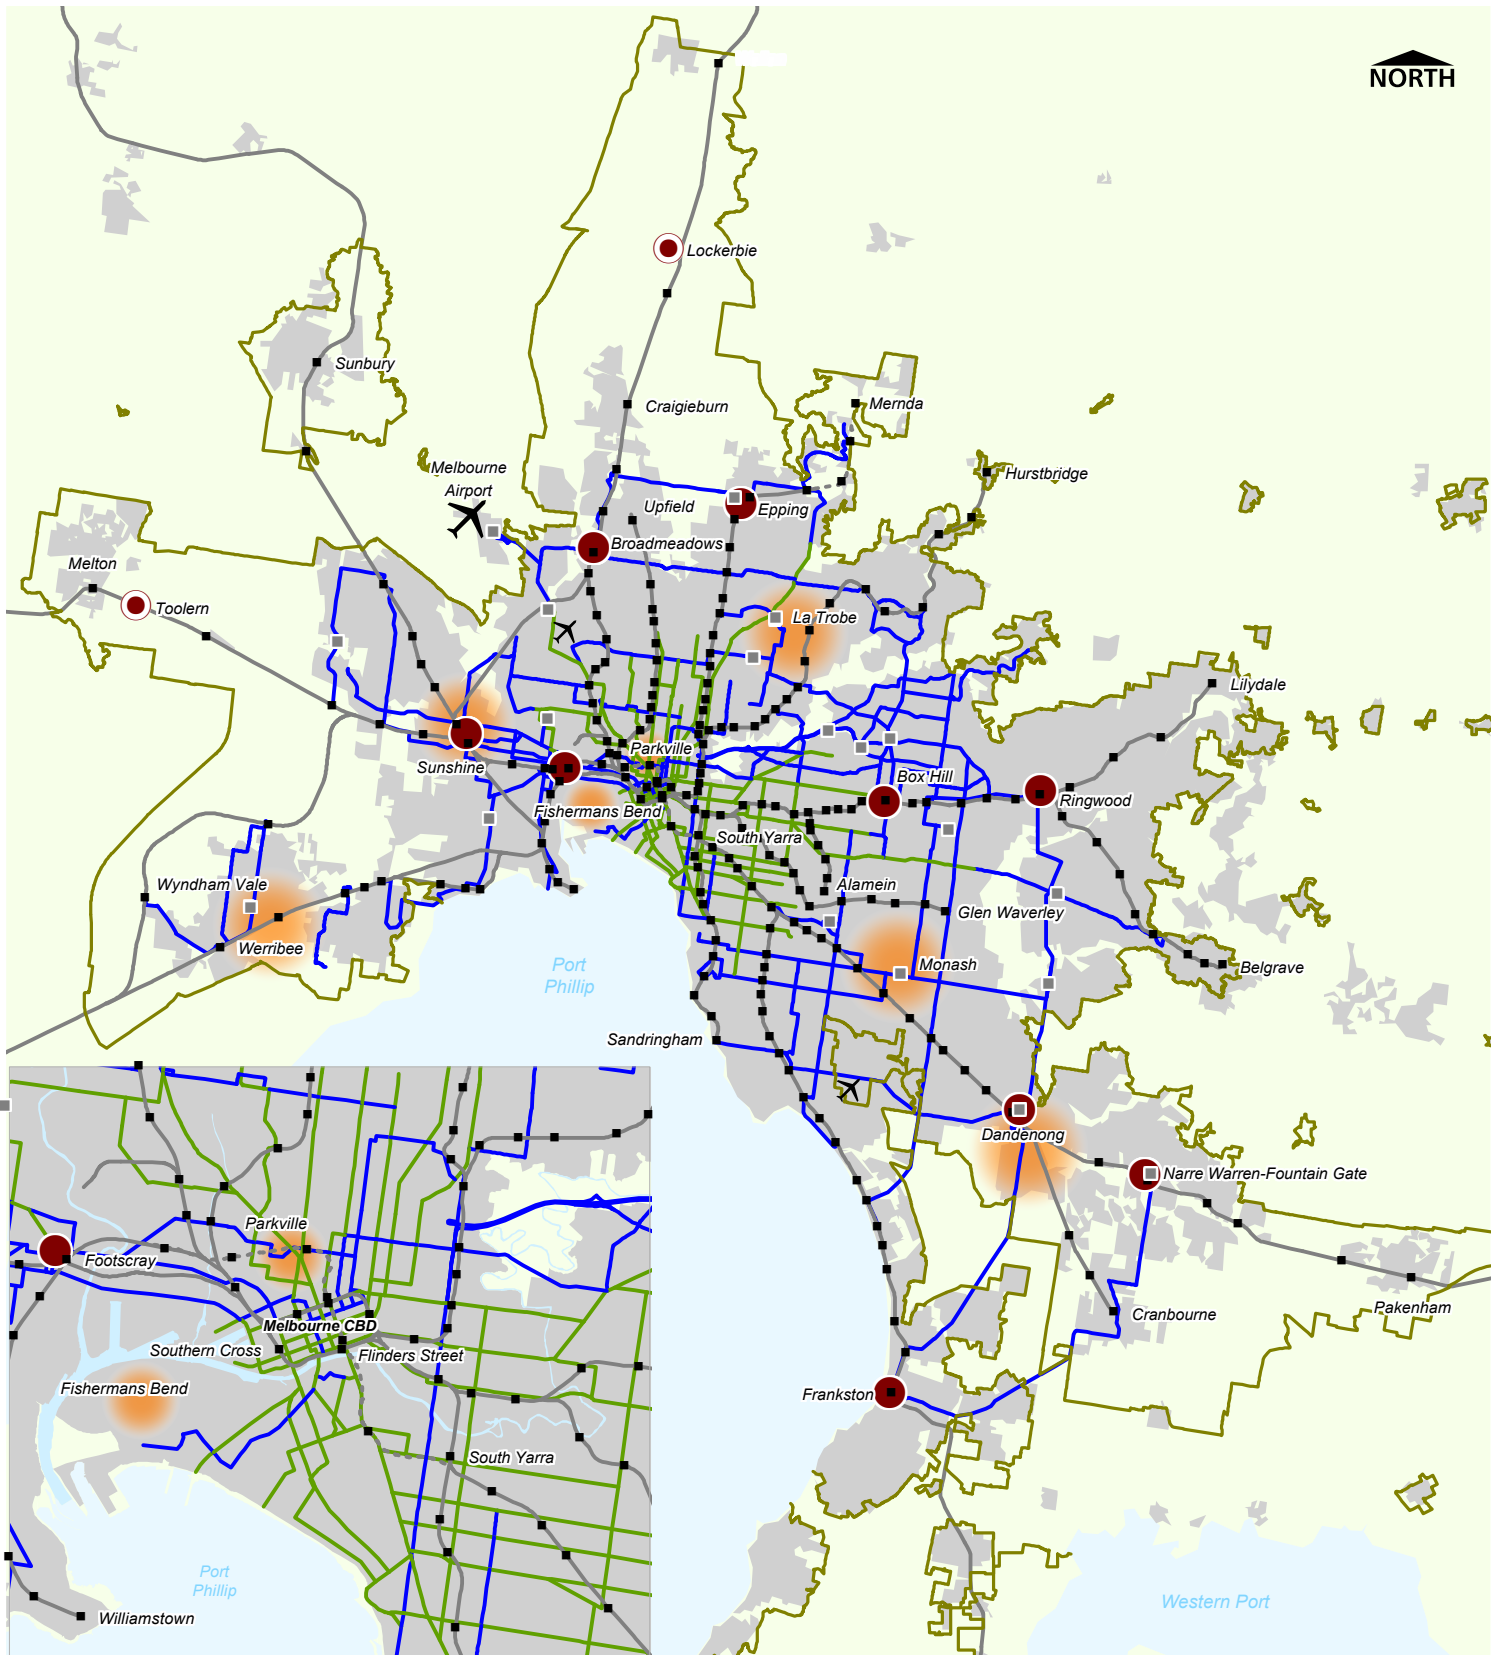 NORTH
Lockerbie
Sunbury
Craigieburn
Mernda
Melbourne
Airport
Hurstbridge
Upfield
Epping
Broadmeadows
Melton
Toolern
La Trobe
Lilydale
Parkville
Sunshine
Box Hill
Ringwood
Fishermans Bend
South Yarra
Wyndham Vale
Alamein
Glen Waverley
Werribee
Monash
Belgrave
Port
Phillip
Sandringham
Dandenong
Narre Warren-Fountain Gate
Cranbourne
Pakenham
Frankston
Western Port
Parkville
Footscray
Melbourne CBD
Southern Cross
Flinders Street
Fishermans Bend
South Yarra
Port
Phillip
Williamstown